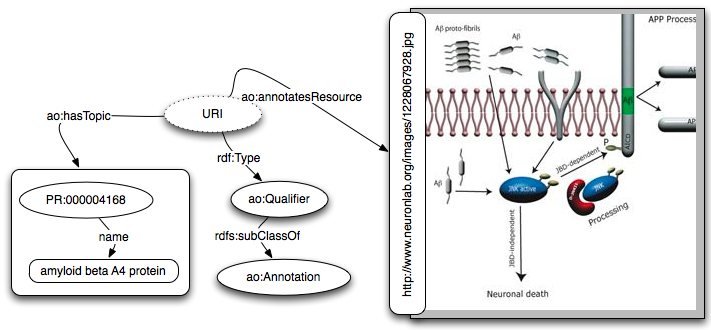 URI
ao:annotatesResource
ao:hasTopic
rdf:Type
PR:000004168
name
amyloid beta A4 protein
ao:Qualifier
rdfs:subClassOf
ao:Annotation
http://www.neuronlab.org/images/1228067928.jpg
Aβ proto-fibrils
Aβ
APP Process
AP
Aβ
AP
AICD
P
JBD-dependent
Aβ
JNK active
JNK
Processing
JBD-independent
Neuronal death